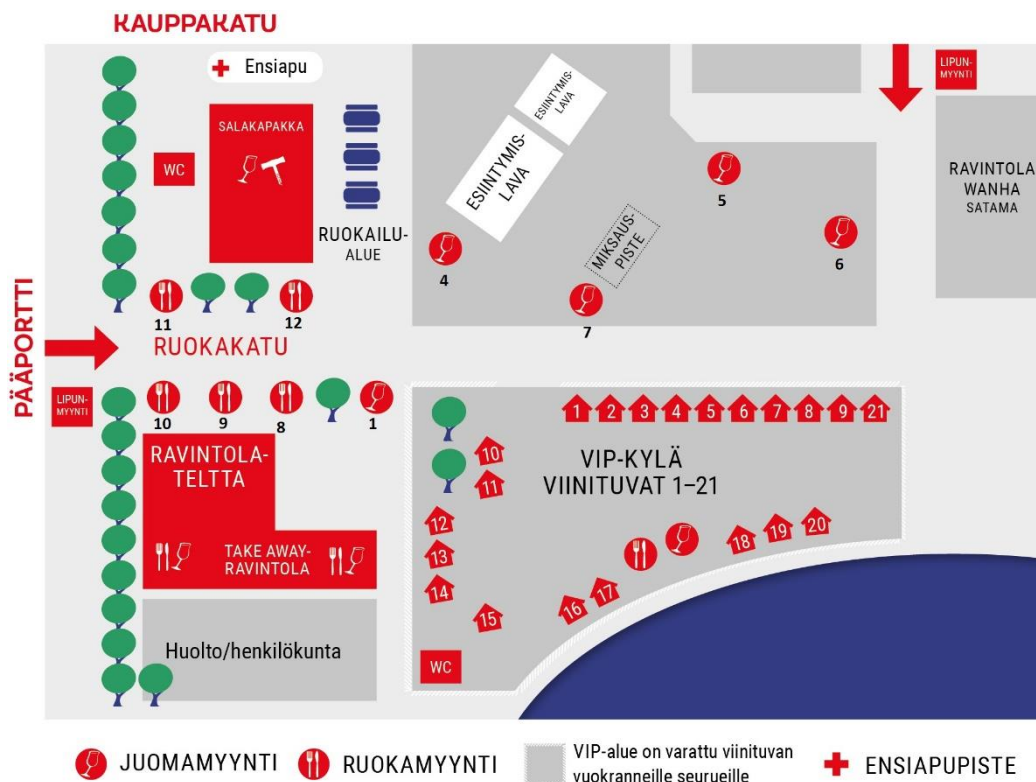 KAUPPAKATU
Ensiapu
LIPUN-
MYYNTI
ESIINTYMIS-
LAVA
SALAKAPAKKA
WC
ESIINTYMIS-
LAVA
5
RAVINTOLA
WANHA
SATAMA
RUOKAILU-
ALUE
MIKSAUS-
PISTE
4
6
7
11
12
PÄÄPORTTI
RUOKAKATU
LIPUN-
MYYNTI
10
9
8
1
1 2 3 4 5 6 7 8 9 21
RAVINTOLA-
TELTTA
10
11
VIP-KYLÄ
VIINITUVAT 1–21
12
13
14
15
16
17
18
19
20
TAKE AWAY-
RAVINTOLA
Huolto/henkilökunta
WC
JUOMAMYYNTI
RUOKAMYYNTI
VIP-alue on varattu viinituvan
vuokranneille seurueille
ENSIAPUPISTE